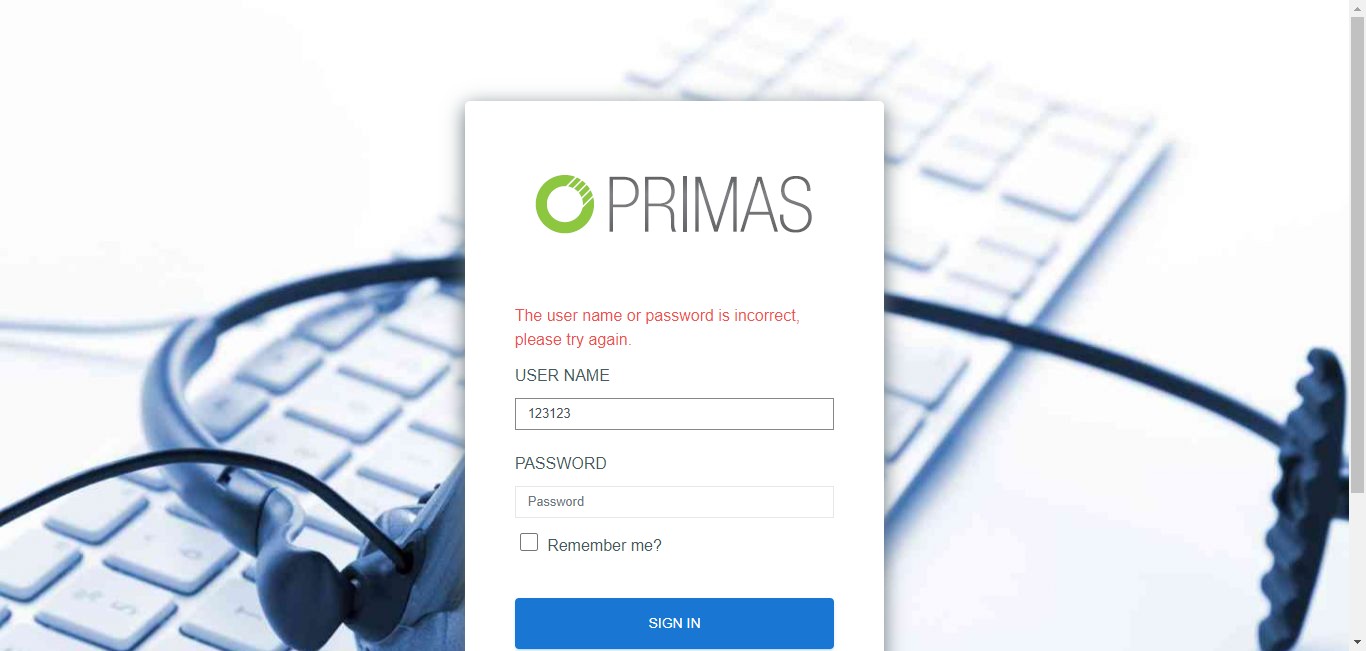 PRIMAS
The user name or password is incorrect,
please try again.
USER NAME
123123
PASSWORD
Password
Remember me?
SIGN IN